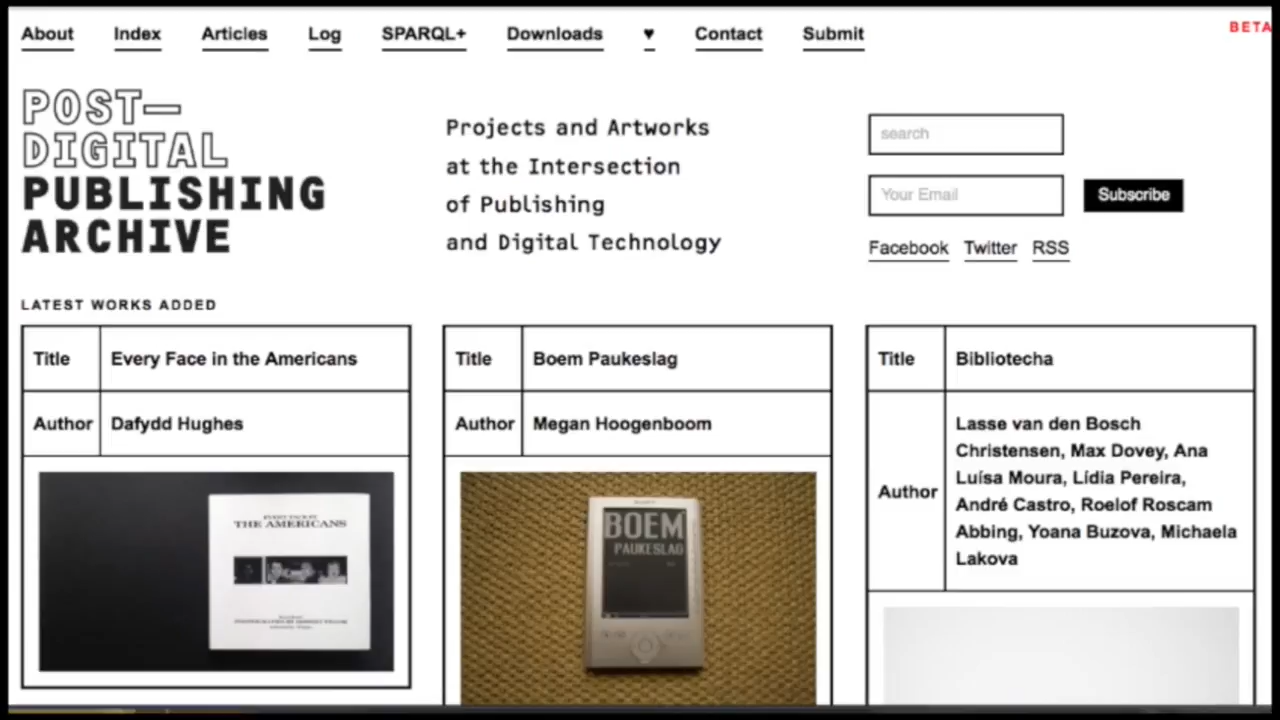 About Index Articles Log SPARQL+ Downloads ♥ Contact Submit
BETA
POST—
DIGITAL
PUBLISHING
ARCHIVE
Projects and Artworks
at the Intersection
of Publishing
and Digital Technology
search
Your Email Subscribe
Facebook Twitter RSS
LATEST WORKS ADDED
Title Every Face in the Americans
Author Dafydd Hughes
THE AMERICANS
Title Boem Paukeslag
Author Megan Hoogenboom
BOEM
PAUKESLAG
Title Bibliotecha
Author
Lasse van den Bosch
Christensen, Max Dovey, Ana
Luísa Moura, Lídia Pereira,
André Castro, Roelof Roscam
Abbing, Yoana Buzova, Michaela
Lakova